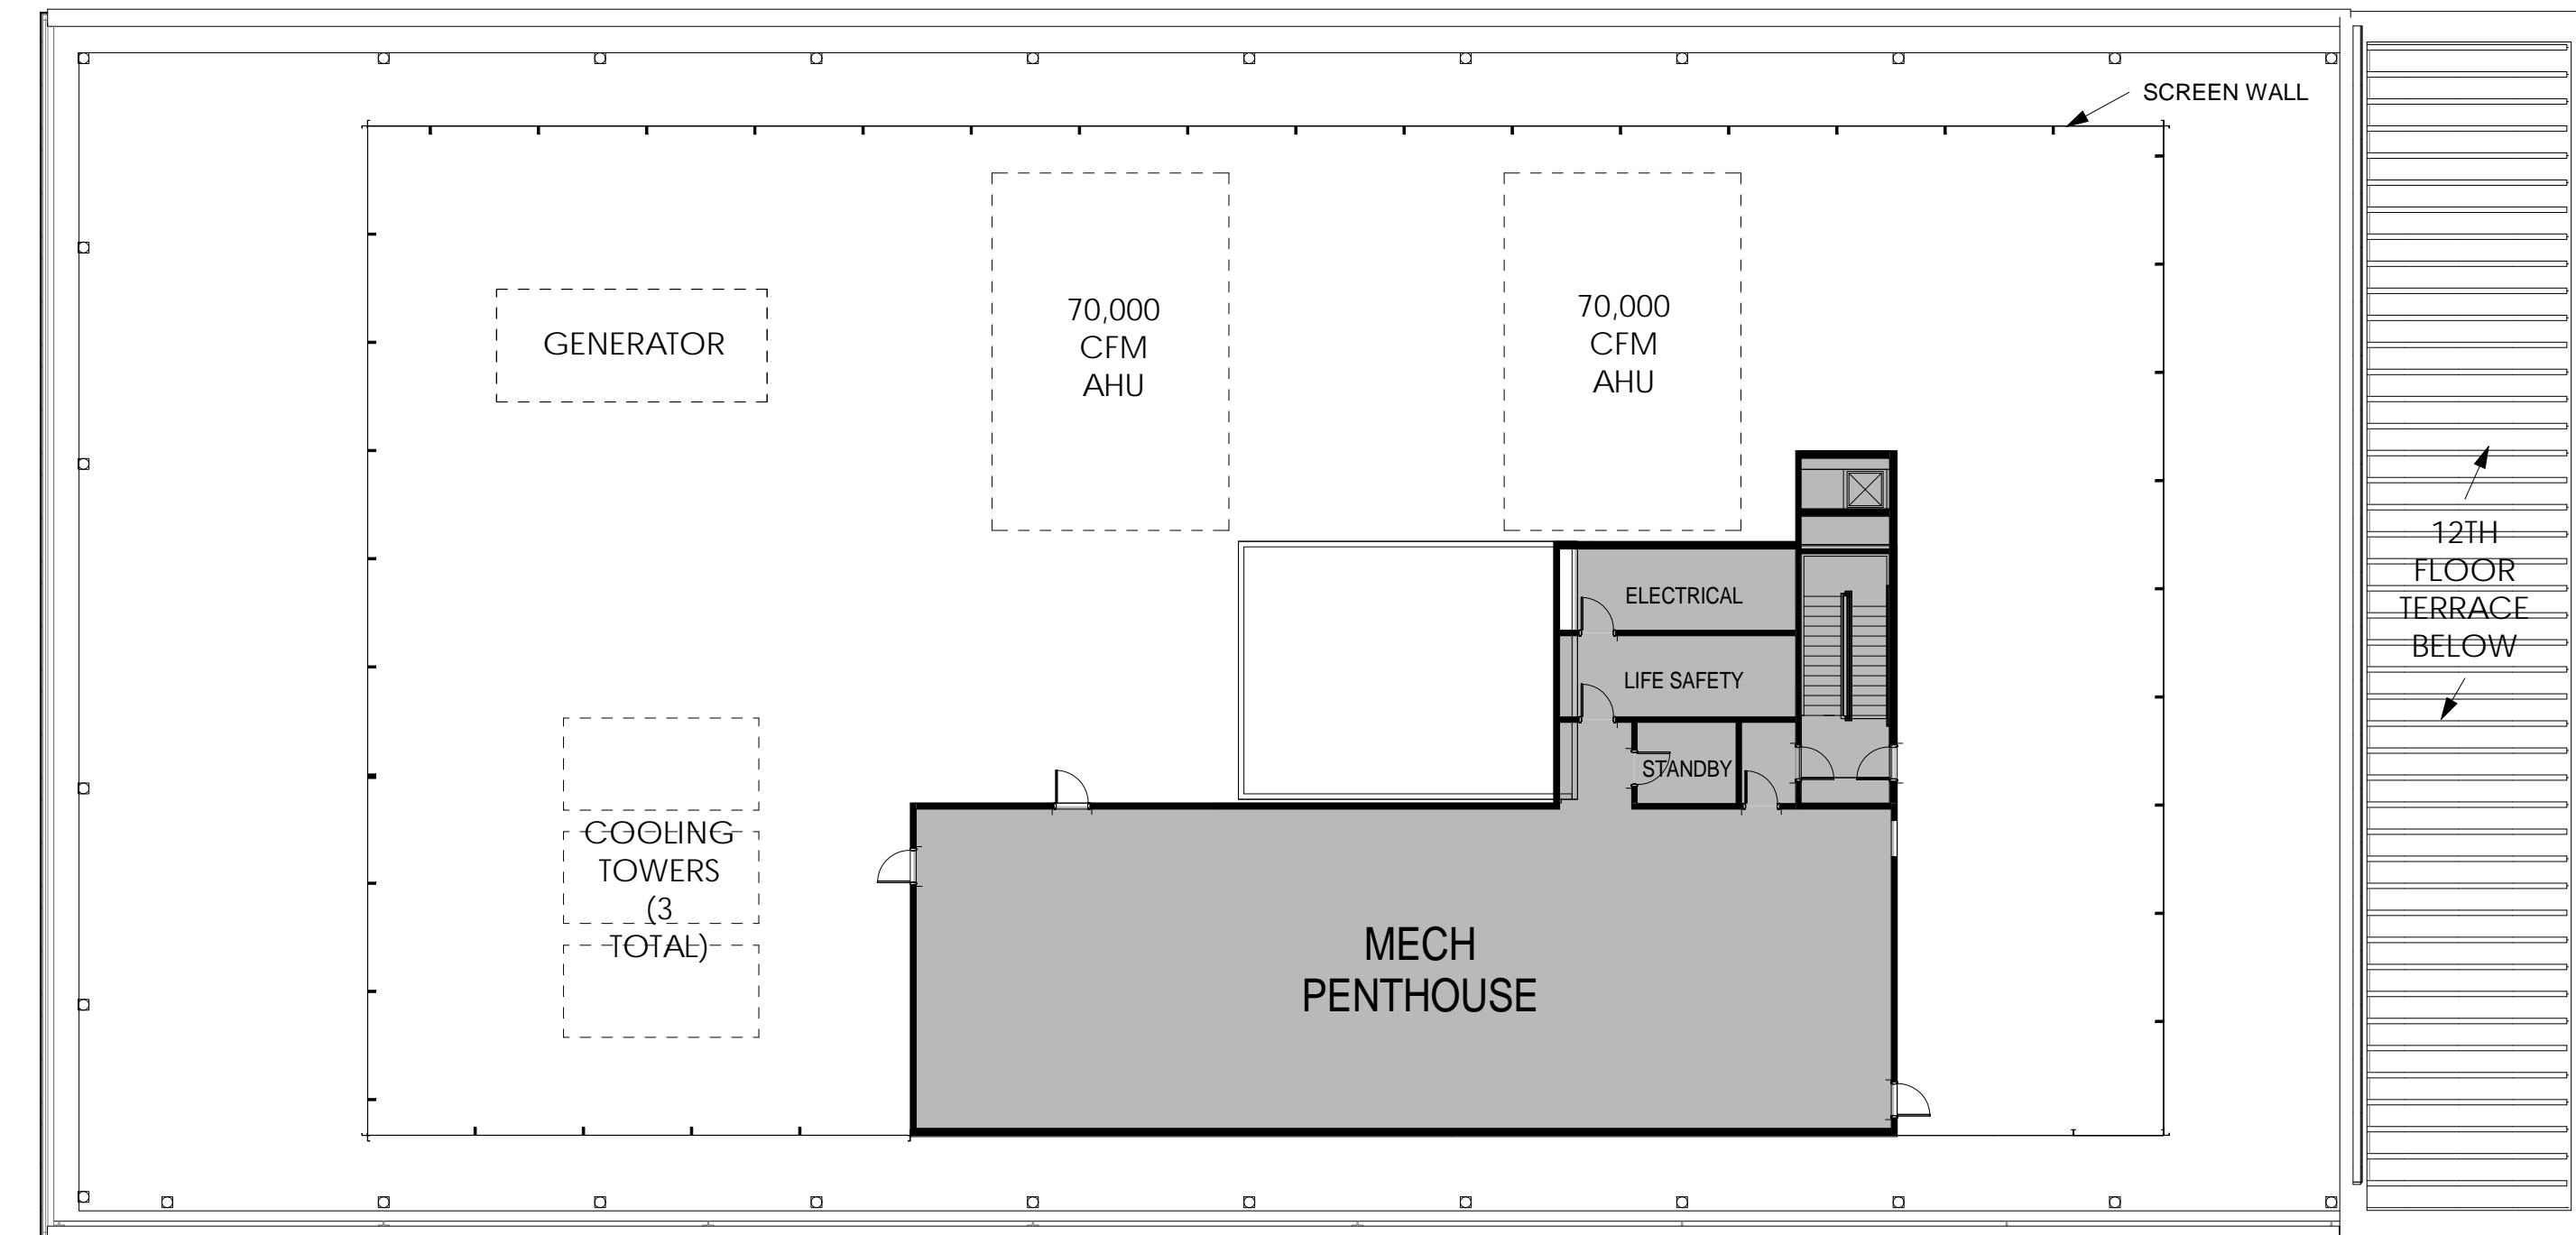 SCREEN WALL
GENERATOR
70,000
CFM
AHU
70,000
CFM
AHU
12TH
FLOOR
TERRACE
BELOW
ELECTRICAL
LIFE SAFETY
STANDBY
COOLING
TOWERS
(3
TOTAL)
MECH
PENTHOUSE